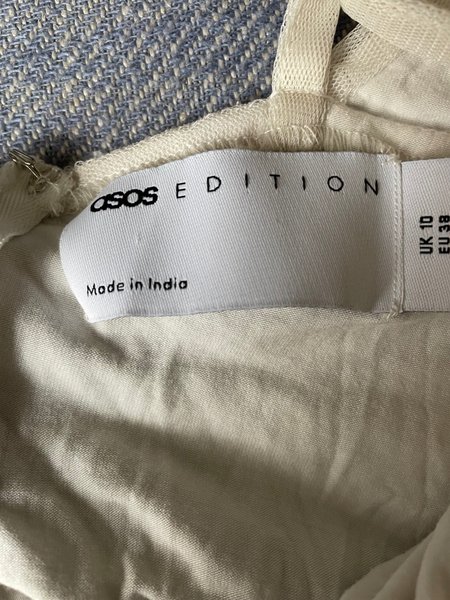 asos EDITION
Made in India
UK 10
EU 38